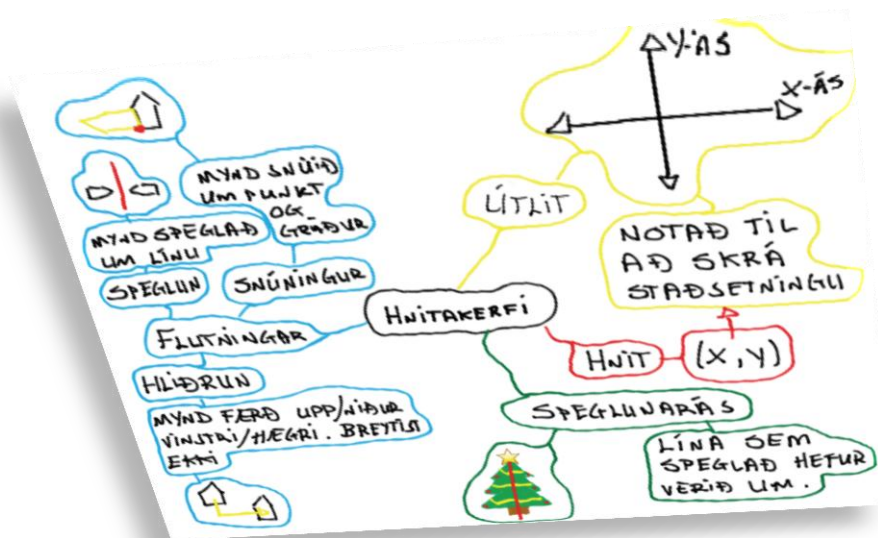 Y-ÁS
X-ÁS
ÚTLIT
NOTAÐ TIL
AÐ SKRÁ
STAÐSETNINGU
HNITAKERFI
HNIT
(X,Y)
SPEGLUNARÁS
LÍNA SEM
SPEGLAÐ HEFUR
VERIÐ UM.
FLUTNINGAR
SNÚNINGUR
MYND SNÚIÐ
UM PUNKT
OG
GRÁÐUR
SPEGLUN
MYND SPEGLAÐ
UM LÍNU
HLIÐRUN
MYND FÆRÐ UPP/NIÐUR
VINSTRI/HÆGRI. BREYTIST
EKKI